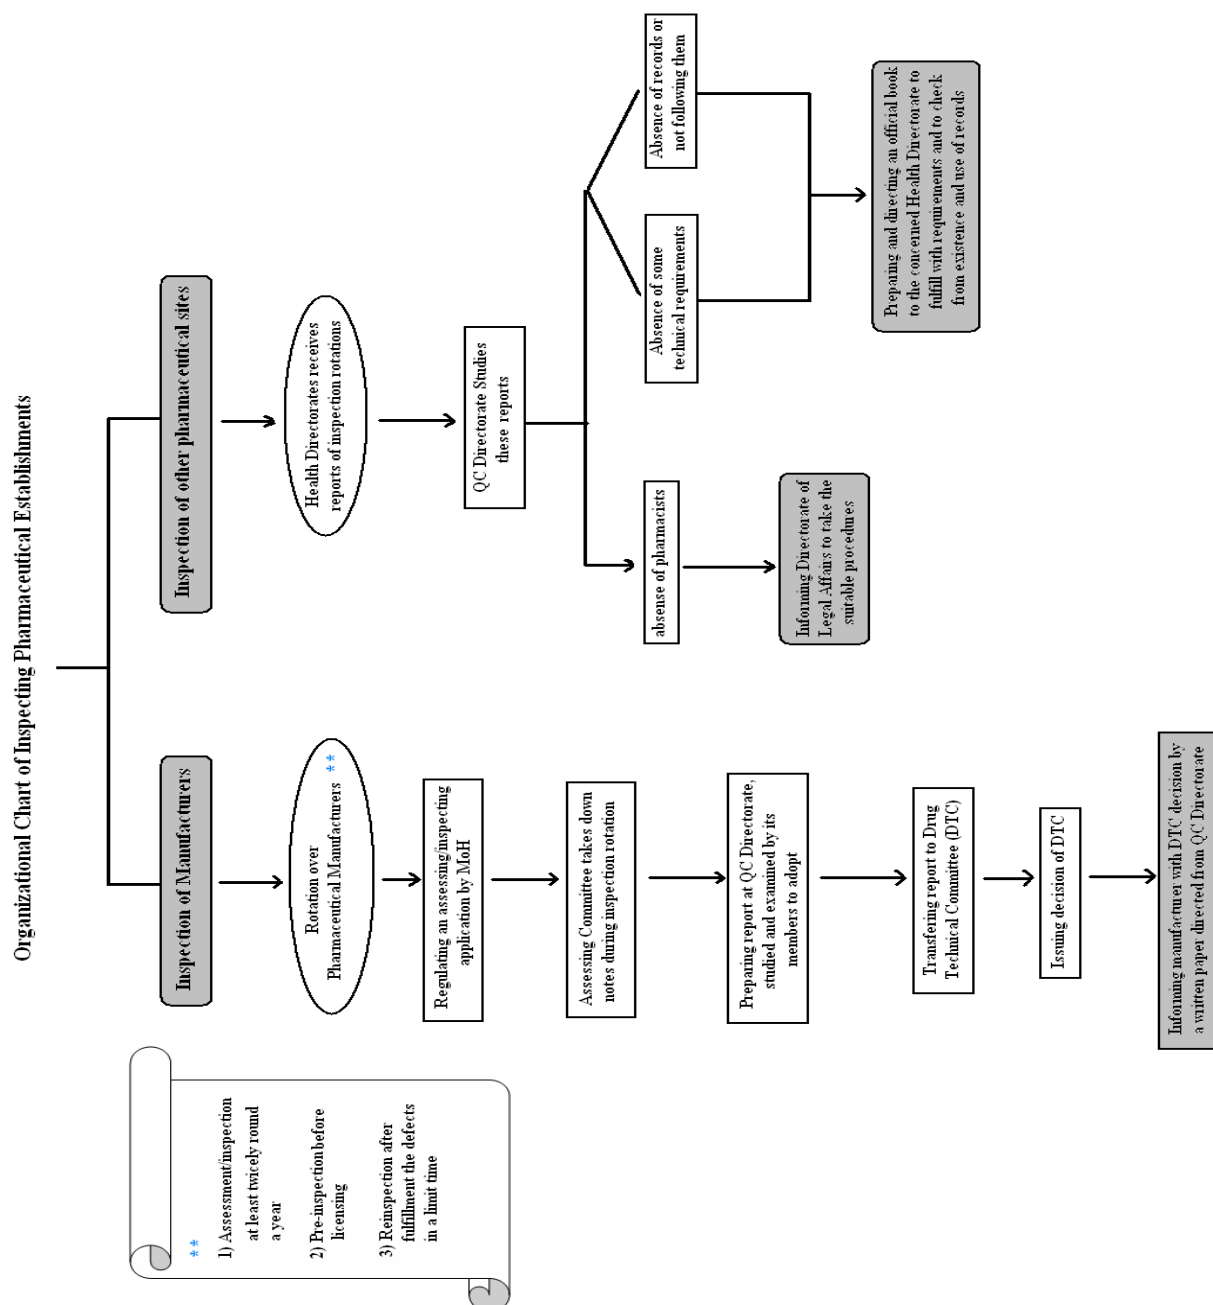 Organizational Chart of Inspecting Pharmaceutical Establishments
Inspection of Manufacturers
Rotation over
Pharmaceutical Manufacturers **
Regulating an assessing/inspecting
application by MoH
Assessing Committee takes down
notes during inspection rotation
Preparing report at QC Directorate,
studied and examined by its
members to adopt
Transfering report to Drug
Technical Committee (DTC)
Issuing decision of DTC
Informing manufacturer with DTC decision by
a written paper directed from QC Directorate
Inspection of other pharmaceutical sites
Health Directorates receives
reports of inspection rotations
QC Directorate Studies
these reports
absense of pharmacists
Informing Directorate of
Legal Affairs to take the
suitable procedures
Absence of some
technical requirements
Absence of records or
not following them
Preparing and directing an official book
to the concerned Health Directorate to
fulfill with requirements and to check
from existence and use of records
**
1) Assessment/inspection
at least twicely round
a year
2) Pre-inspection before
licensing
3) Reinspection after
fulfillment the defects
in a limit time